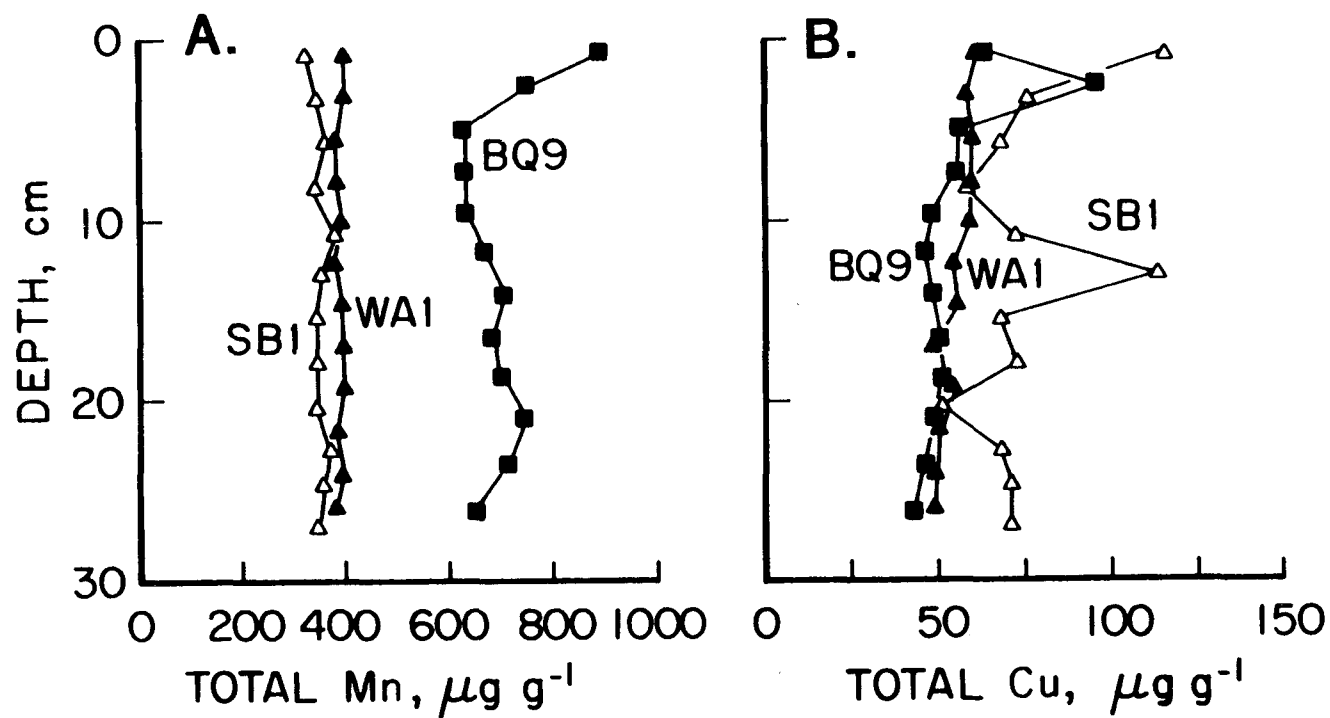 A.
B.
0
10
20
30
DEPTH, cm
BQ9
SB1
WA1
SB1
BQ9
WA1
0 200 400 600 800 1000
0 50 100 150
TOTAL Mn, μg g⁻¹
TOTAL Cu, μg g⁻¹